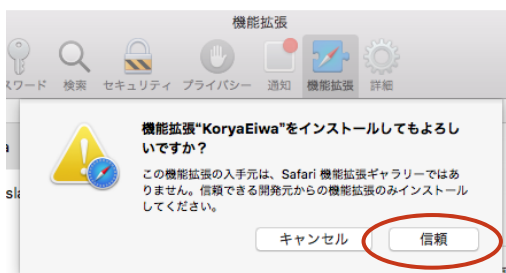 機能拡張
スワード 検索 セキュリティ プライバシー 通知 機能拡張 詳細
機能拡張“KoryaEiwa”をインストールしてもよろし
いですか？
この機能拡張の入手元は、Safari 機能拡張ギャラリーではあ
りません。信頼できる開発元からの機能拡張のみインストール
してください。
キャンセル 信頼